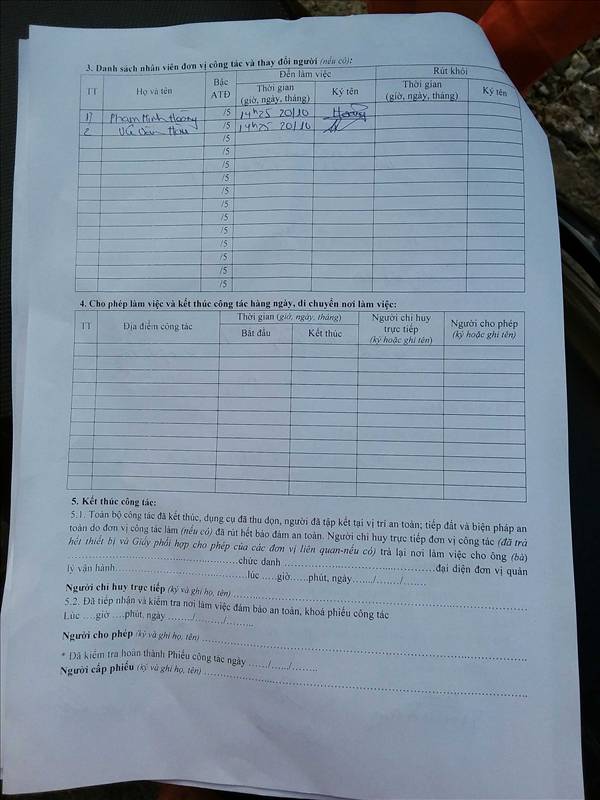 3. Danh sách nhân viên đơn vị công tác và thay đổi người (nếu có):
TT Họ và tên Bậc ATĐ Đến làm việc Rút khỏi
Thời gian (giờ, ngày, tháng) Ký tên Thời gian (giờ, ngày, tháng) Ký tên
1) Phạm Minh Hoàng /5 14h25 20/10 Hoàng
2 Vũ Văn /5 14h25 20/10
/5
/5
/5
/5
/5
/5
/5
/5
/5
/5
/5
/5
4. Cho phép làm việc và kết thúc công tác hàng ngày, di chuyển nơi làm việc:
TT Địa điểm công tác Thời gian (giờ, ngày, tháng) Người chỉ huy trực tiếp (ký hoặc ghi tên) Người cho phép (ký hoặc ghi tên)
Bắt đầu Kết thúc
5. Kết thúc công tác:
5.1. Toàn bộ công tác đã kết thúc, dụng cụ đã thu dọn, người đã tập kết tại vị trí an toàn; tiếp đất và biện pháp an
toàn do đơn vị công tác làm (nếu có) đã rút hết bảo đảm an toàn. Người chỉ huy trực tiếp đơn vị công tác (đã trả
hết thiết bị và Giấy phối hợp cho phép của các đơn vị liên quan-nếu có) trả lại nơi làm việc cho ông (bà)
..............................chức danh ..............................đại diện đơn vị quản
lý vận hành..............................lúc .....giờ.....phút, ngày....../....../......
Người chỉ huy trực tiếp (ký và ghi họ, tên) ..............................
5.2. Đã tiếp nhận và kiểm tra nơi làm việc đảm bảo an toàn, khoá phiếu công tác
Lúc ....giờ ....phút, ngày ....../....../......
Người cho phép (ký và ghi họ, tên) ..............................
* Đã kiểm tra hoàn thành Phiếu công tác ngày ....../....../......
Người cấp phiếu (ký và ghi họ, tên) ..............................